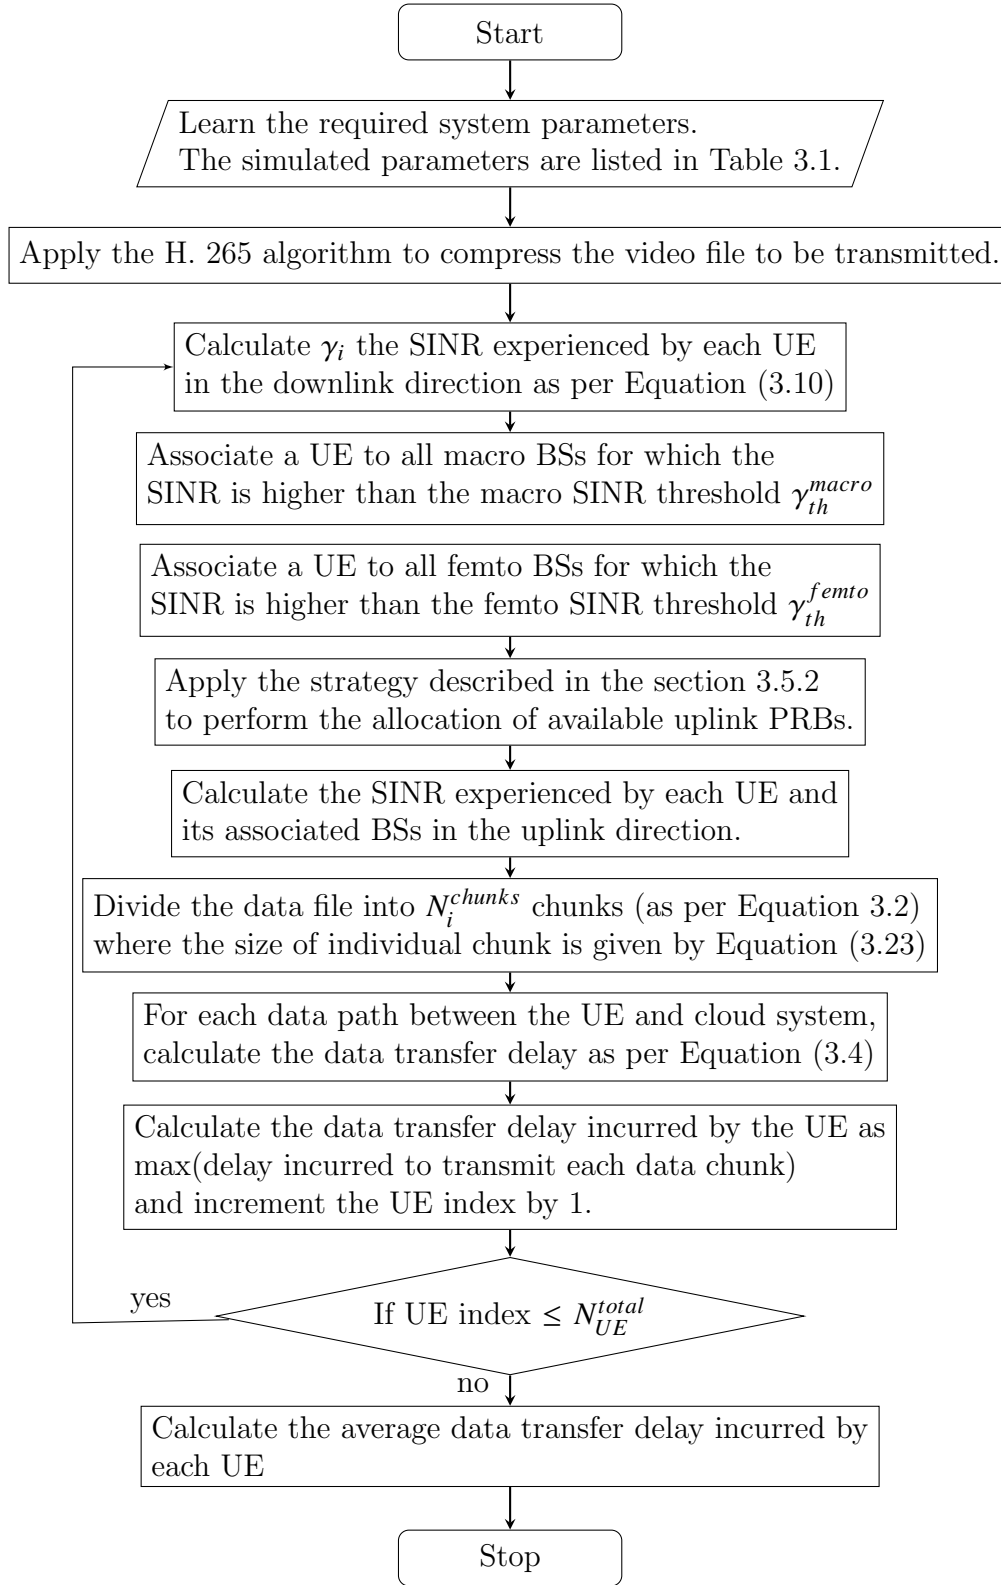 Start
Learn the required system parameters.
The simulated parameters are listed in Table 3.1.
Apply the H. 265 algorithm to compress the video file to be transmitted.
Calculate γ_i the SINR experienced by each UE
in the downlink direction as per Equation (3.10)
Associate a UE to all macro BSs for which the
SINR is higher than the macro SINR threshold γ_{th}^{macro}
Associate a UE to all femto BSs for which the
SINR is higher than the femto SINR threshold γ_{th}^{femto}
Apply the strategy described in the section 3.5.2
to perform the allocation of available uplink PRBs.
Calculate the SINR experienced by each UE and
its associated BSs in the uplink direction.
Divide the data file into N_i^{chunks} chunks (as per Equation 3.2)
where the size of individual chunk is given by Equation (3.23)
For each data path between the UE and cloud system,
calculate the data transfer delay as per Equation (3.4)
Calculate the data transfer delay incurred by the UE as
max(delay incurred to transmit each data chunk)
and increment the UE index by 1.
yes
If UE index ≤ N_{UE}^{total}
no
Calculate the average data transfer delay incurred by
each UE
Stop